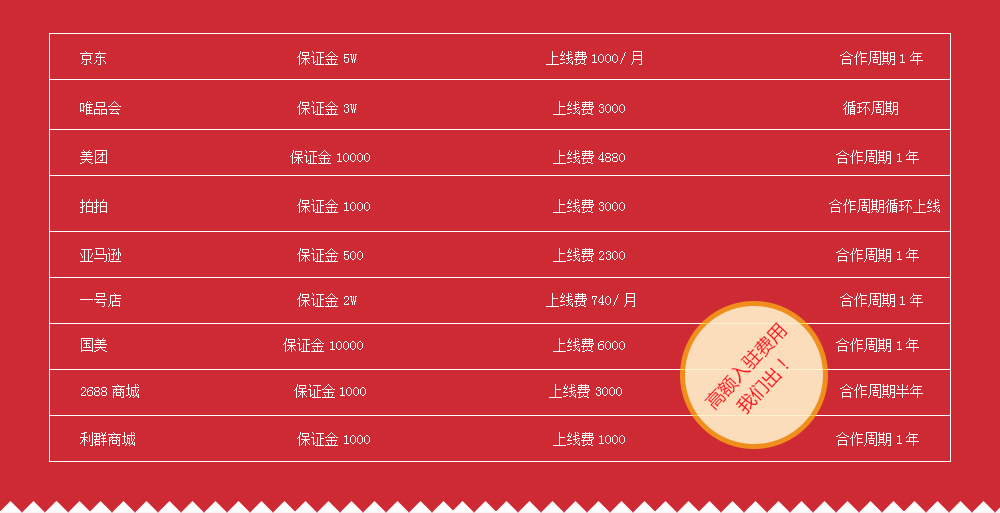 京东 保证金 5W 上线费 1000/ 月 合作周期 1 年
唯品会 保证金 3W 上线费 3000 循环周期
美团 保证金 10000 上线费 4880 合作周期 1 年
拍拍 保证金 1000 上线费 3000 合作周期循环上线
亚马逊 保证金 500 上线费 2300 合作周期 1 年
一号店 保证金 2W 上线费 740/ 月 合作周期 1 年
国美 保证金 10000 上线费 6000 合作周期 1 年
2688 商城 保证金 1000 上线费 3000 合作周期半年
利群商城 保证金 1000 上线费 1000 合作周期 1 年
高额入驻费用
我们出！